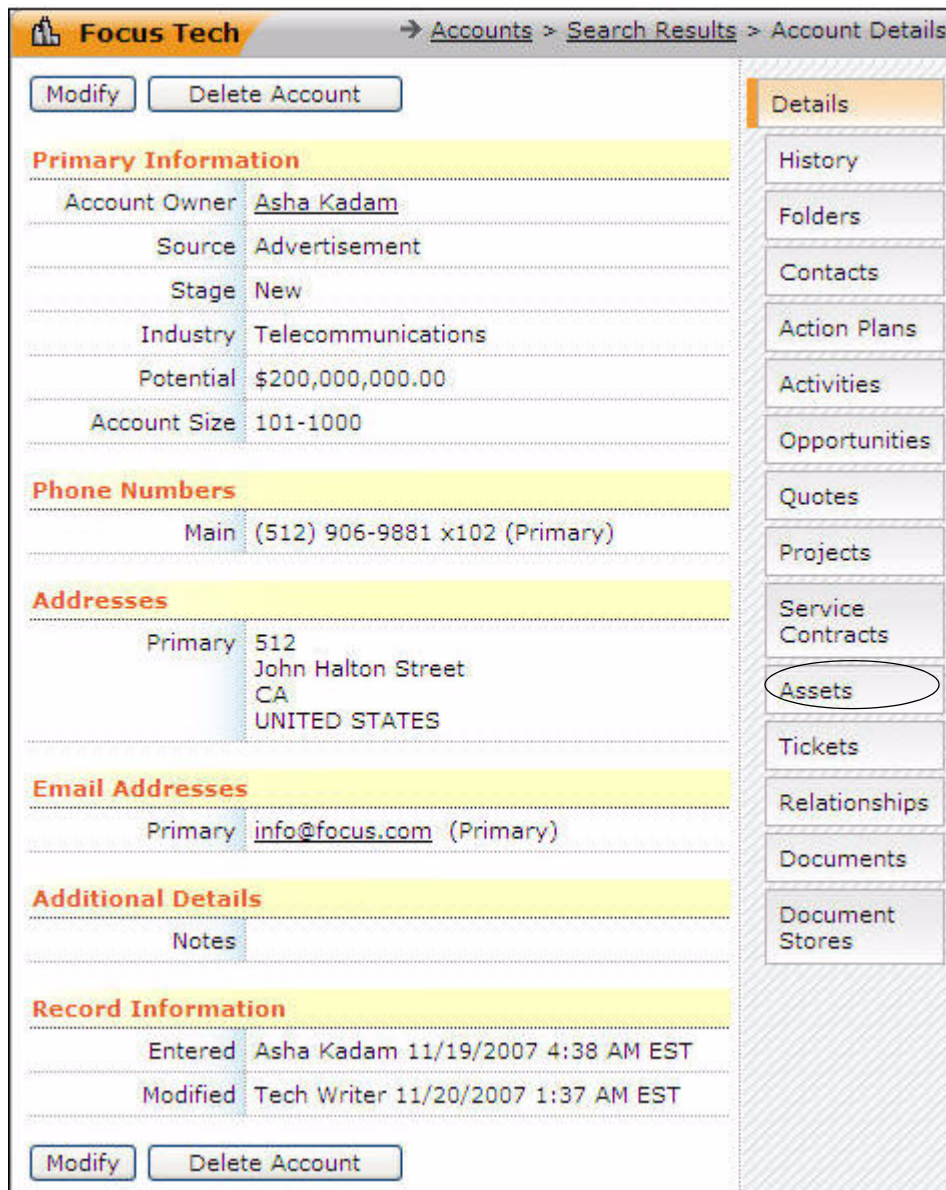 Focus Tech
→ Accounts > Search Results > Account Details
Modify Delete Account
Primary Information
Account Owner Asha Kadam
Source Advertisement
Stage New
Industry Telecommunications
Potential $200,000,000.00
Account Size 101-1000
Phone Numbers
Main (512) 906-9881 x102 (Primary)
Addresses
Primary 512
John Halton Street
CA
UNITED STATES
Email Addresses
Primary info@focus.com (Primary)
Additional Details
Notes
Record Information
Entered Asha Kadam 11/19/2007 4:38 AM EST
Modified Tech Writer 11/20/2007 1:37 AM EST
Modify Delete Account
Details
History
Folders
Contacts
Action Plans
Activities
Opportunities
Quotes
Projects
Service
Contracts
Assets
Tickets
Relationships
Documents
Document
Stores